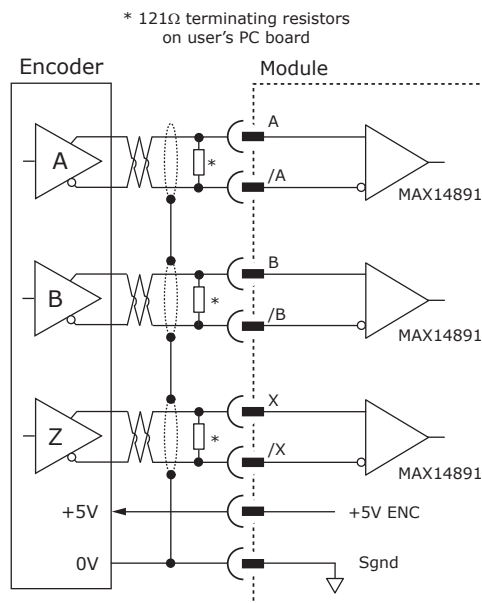 * 121Ω terminating resistors
on user's PC board
Encoder
Module
A
A
*
/A
MAX14891
B
B
*
/B
MAX14891
X
Z
*
/X
MAX14891
+5V
+5V ENC
0V
Sgnd